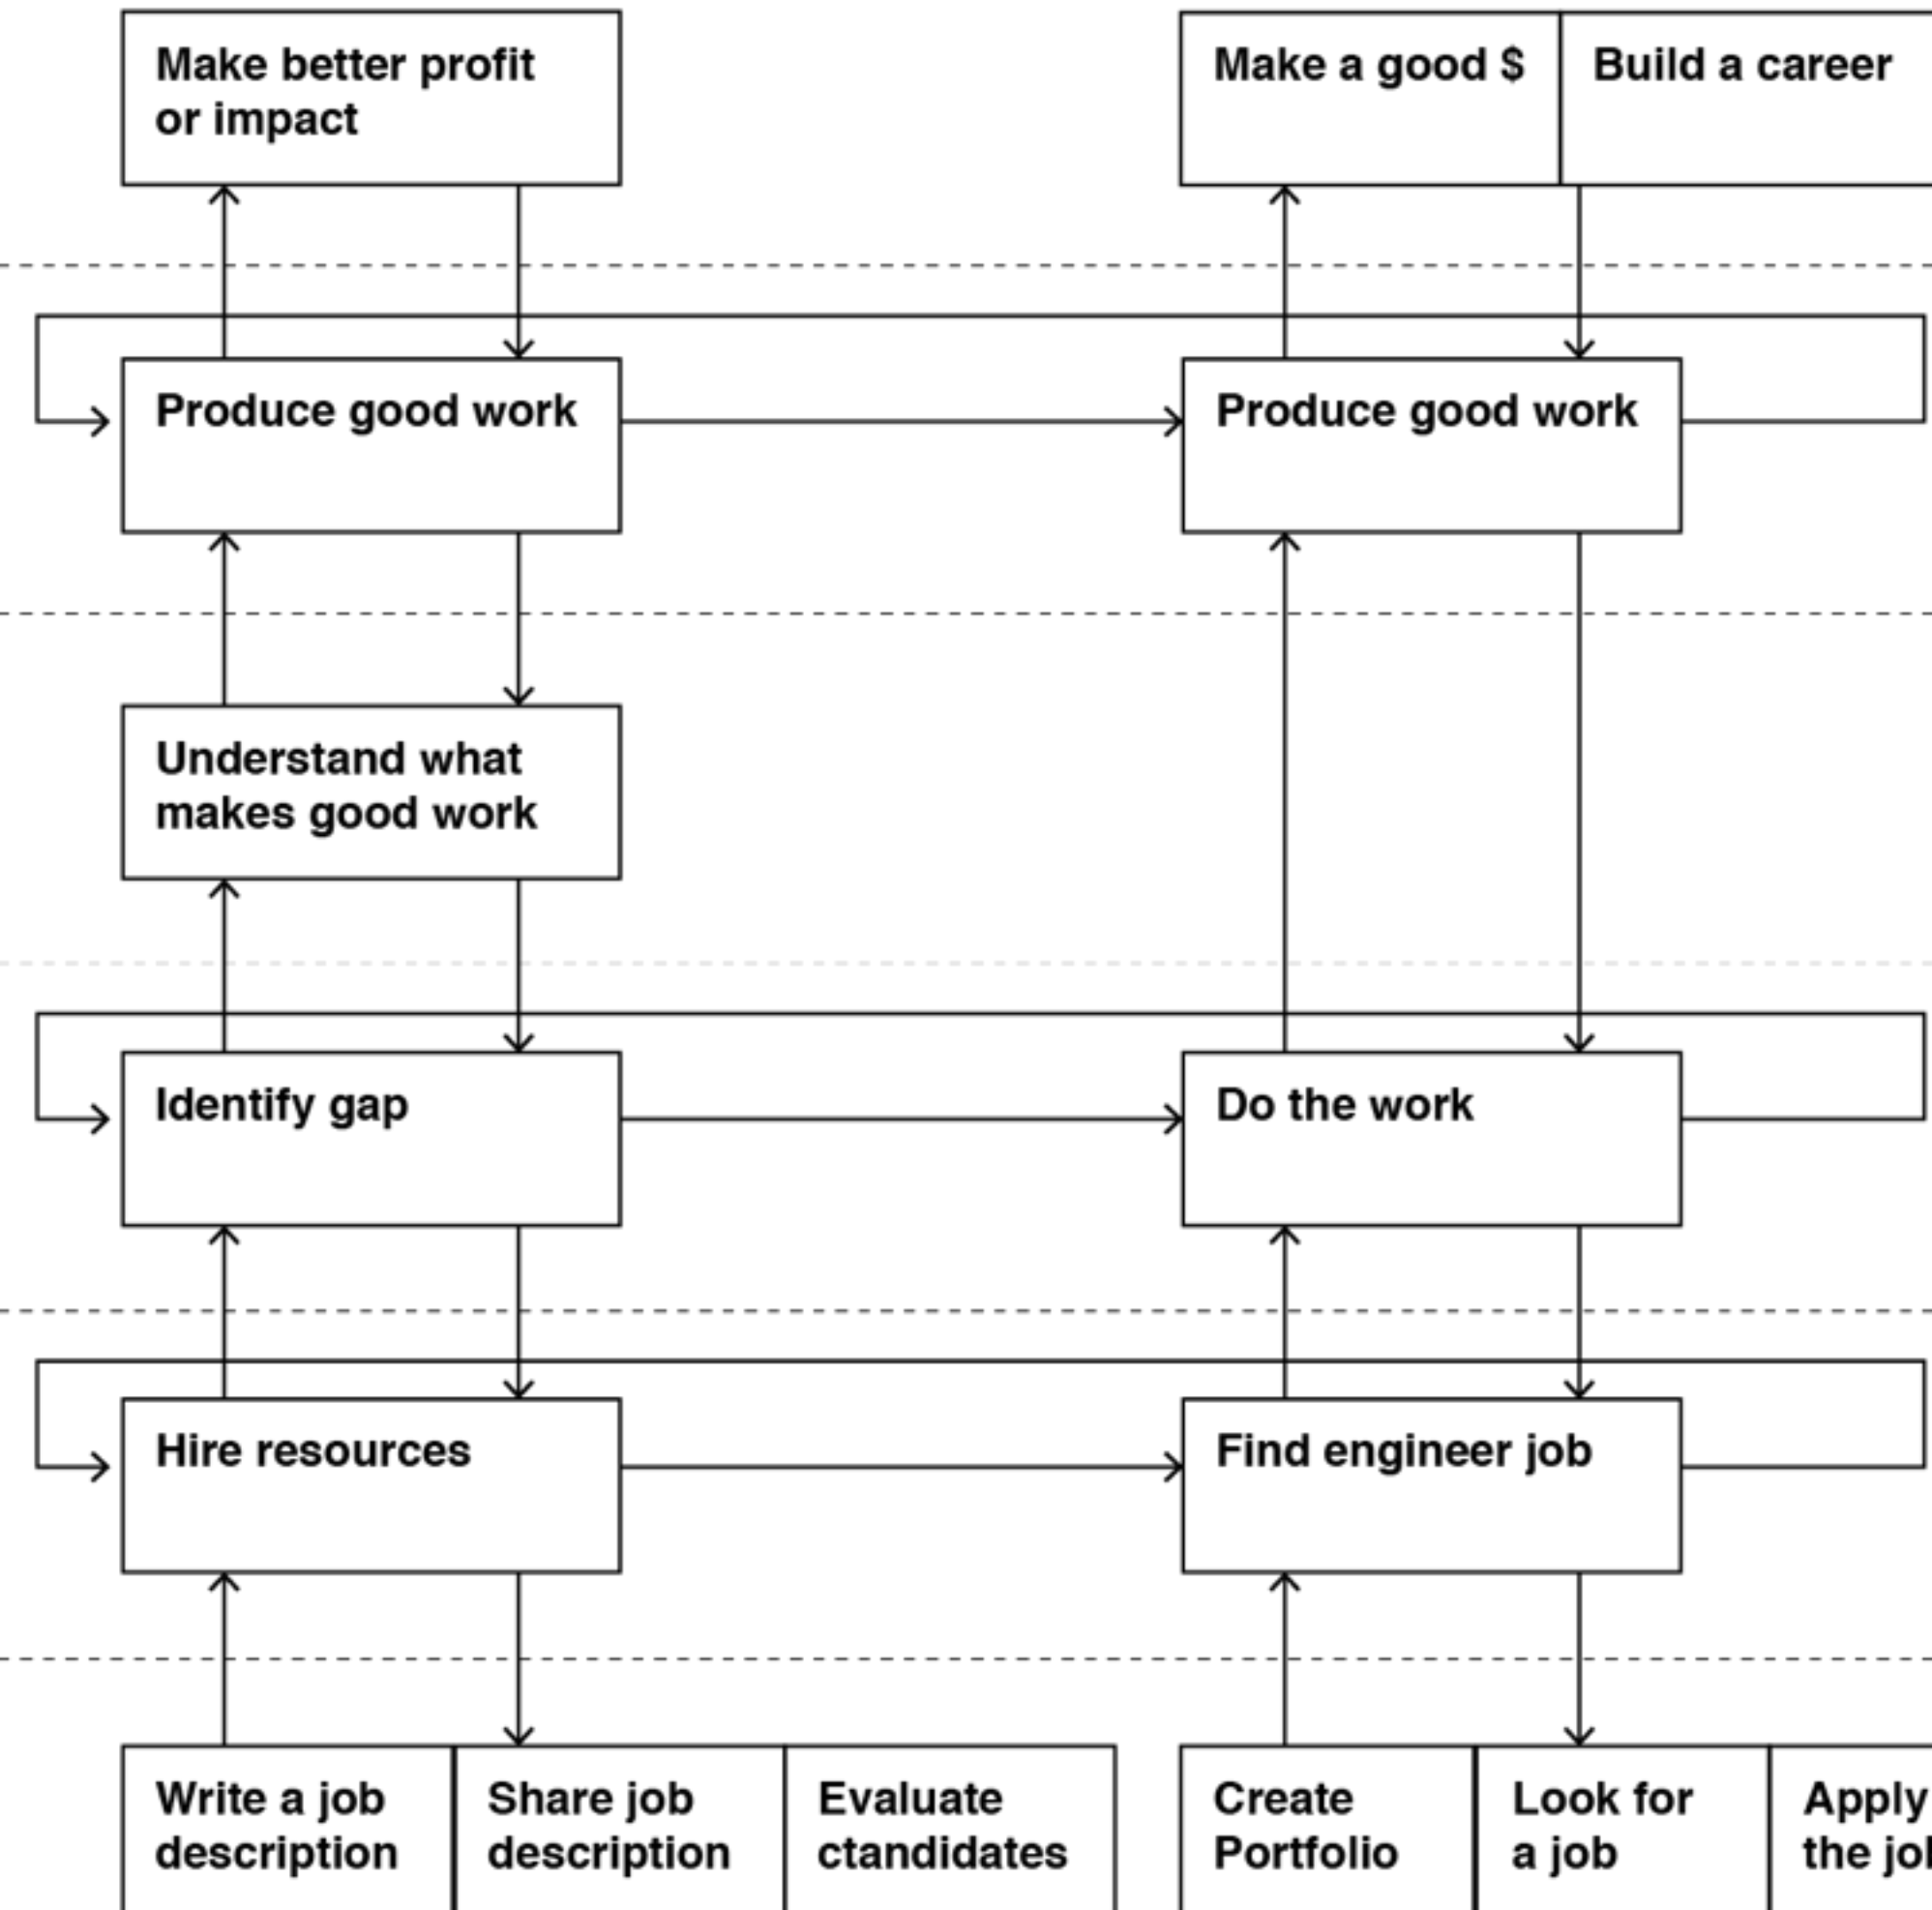 Make better profit
or impact
Make a good $
Build a career
Produce good work
Produce good work
Understand what
makes good work
Identify gap
Do the work
Hire resources
Find engineer job
Write a job
description
Share job
description
Evaluate
ctandidates
Create
Portfolio
Look for
a job
Apply
the